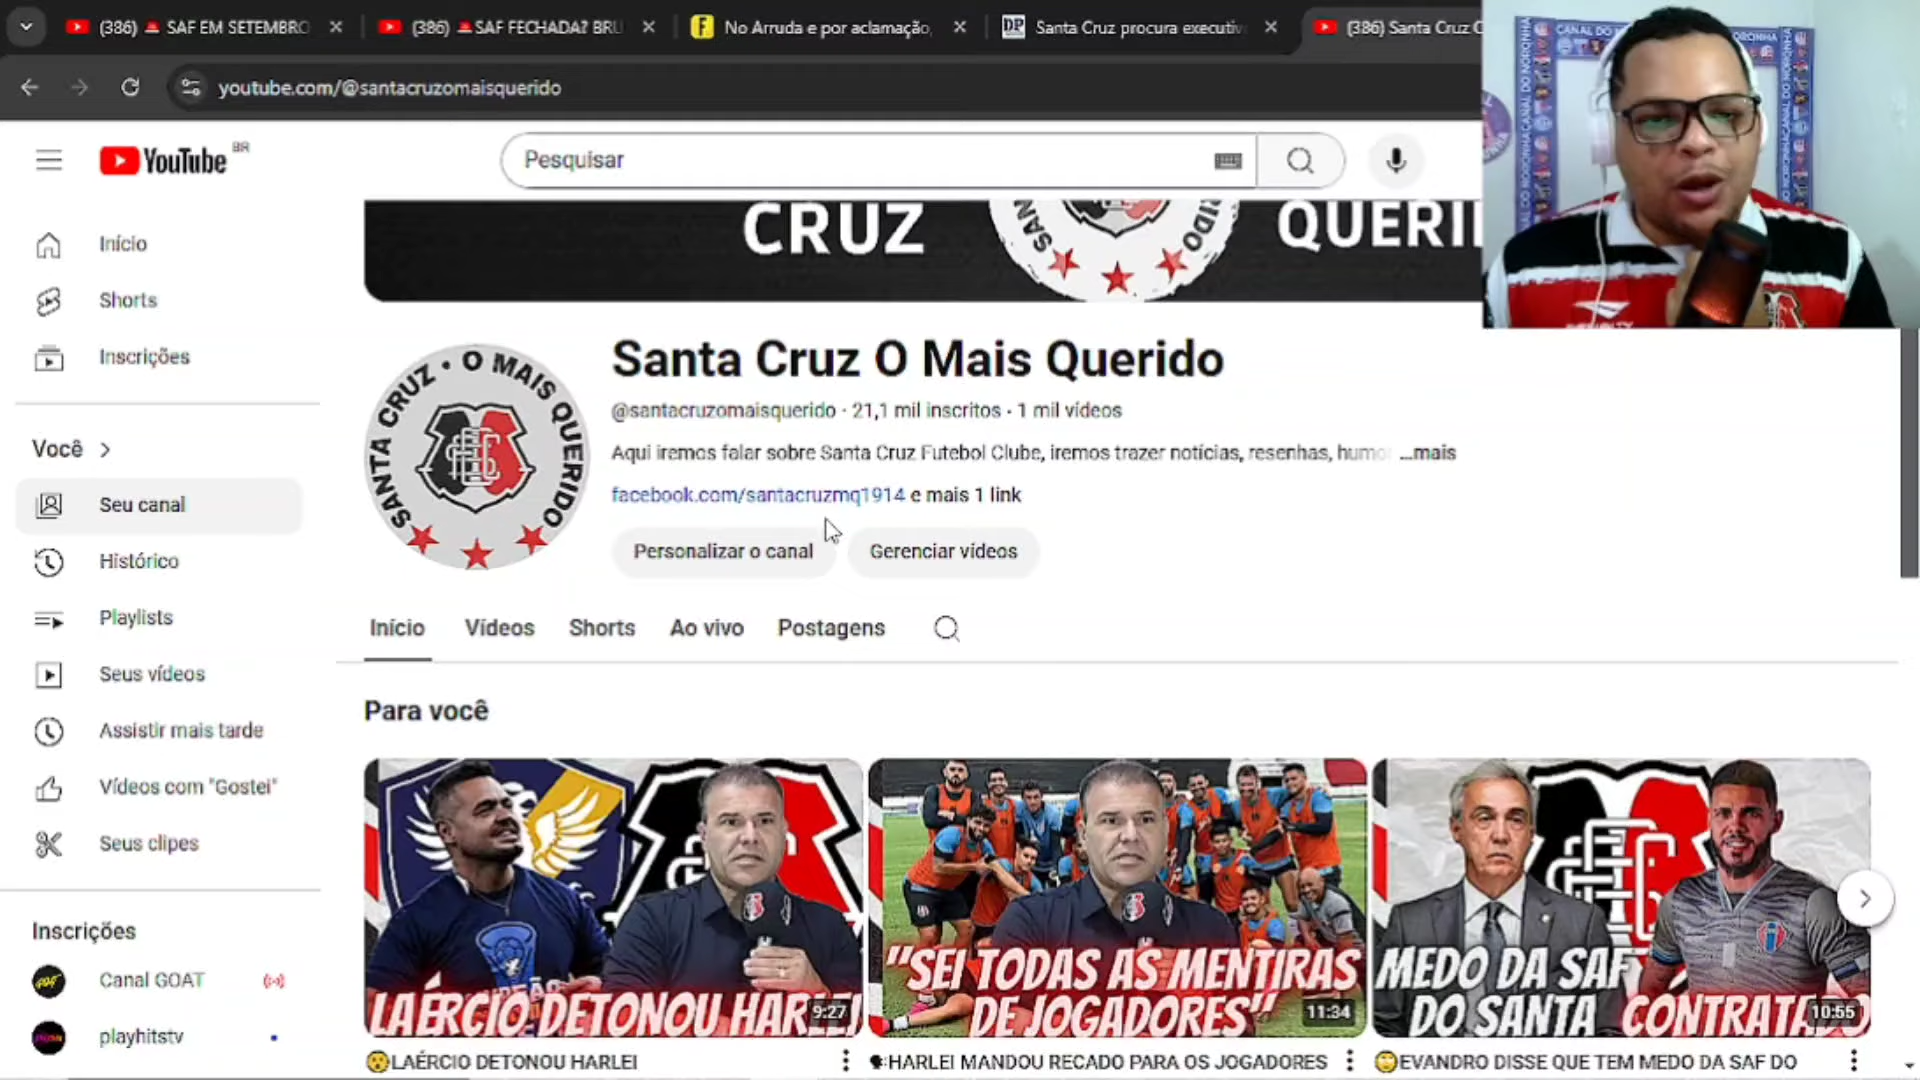 (386) 🚨 SAF EM SETEMBRO
(386) 🚨SAF FECHADA? BRU
No Arruda e por aclamação,
DP
Santa Cruz procura executiv
(386) Santa Cruz O
youtube.com/@santacruzomaisquerido
CANAL DO NORONHA
YouTube BR
Pesquisar
CRUZ
QUERI
Início
Shorts
Inscrições
Você
Seu canal
Histórico
Playlists
Seus vídeos
Assistir mais tarde
Vídeos com "Gostei"
Seus clipes
Inscrições
Canal GOAT
playhitstv
SANTA CRUZ • O MAIS QUERIDO
Santa Cruz O Mais Querido
@santacruzomaisquerido · 21,1 mil inscritos · 1 mil vídeos
Aqui iremos falar sobre Santa Cruz Futebol Clube, iremos trazer notícias, resenhas, humo ...mais
facebook.com/santacruzmq1914 e mais 1 link
Personalizar o canal
Gerenciar vídeos
Início
Vídeos
Shorts
Ao vivo
Postagens
Para você
LAÉRCIO DETONOU HARLEI
9:27
"SEI TODAS AS MENTIRAS
DE JOGADORES"
11:34
MEDO DA SAF
DO SANTA
CONTRATADO
10:55
😮LAÉRCIO DETONOU HARLEI
🗣HARLEI MANDOU RECADO PARA OS JOGADORES
🙄EVANDRO DISSE QUE TEM MEDO DA SAF DO